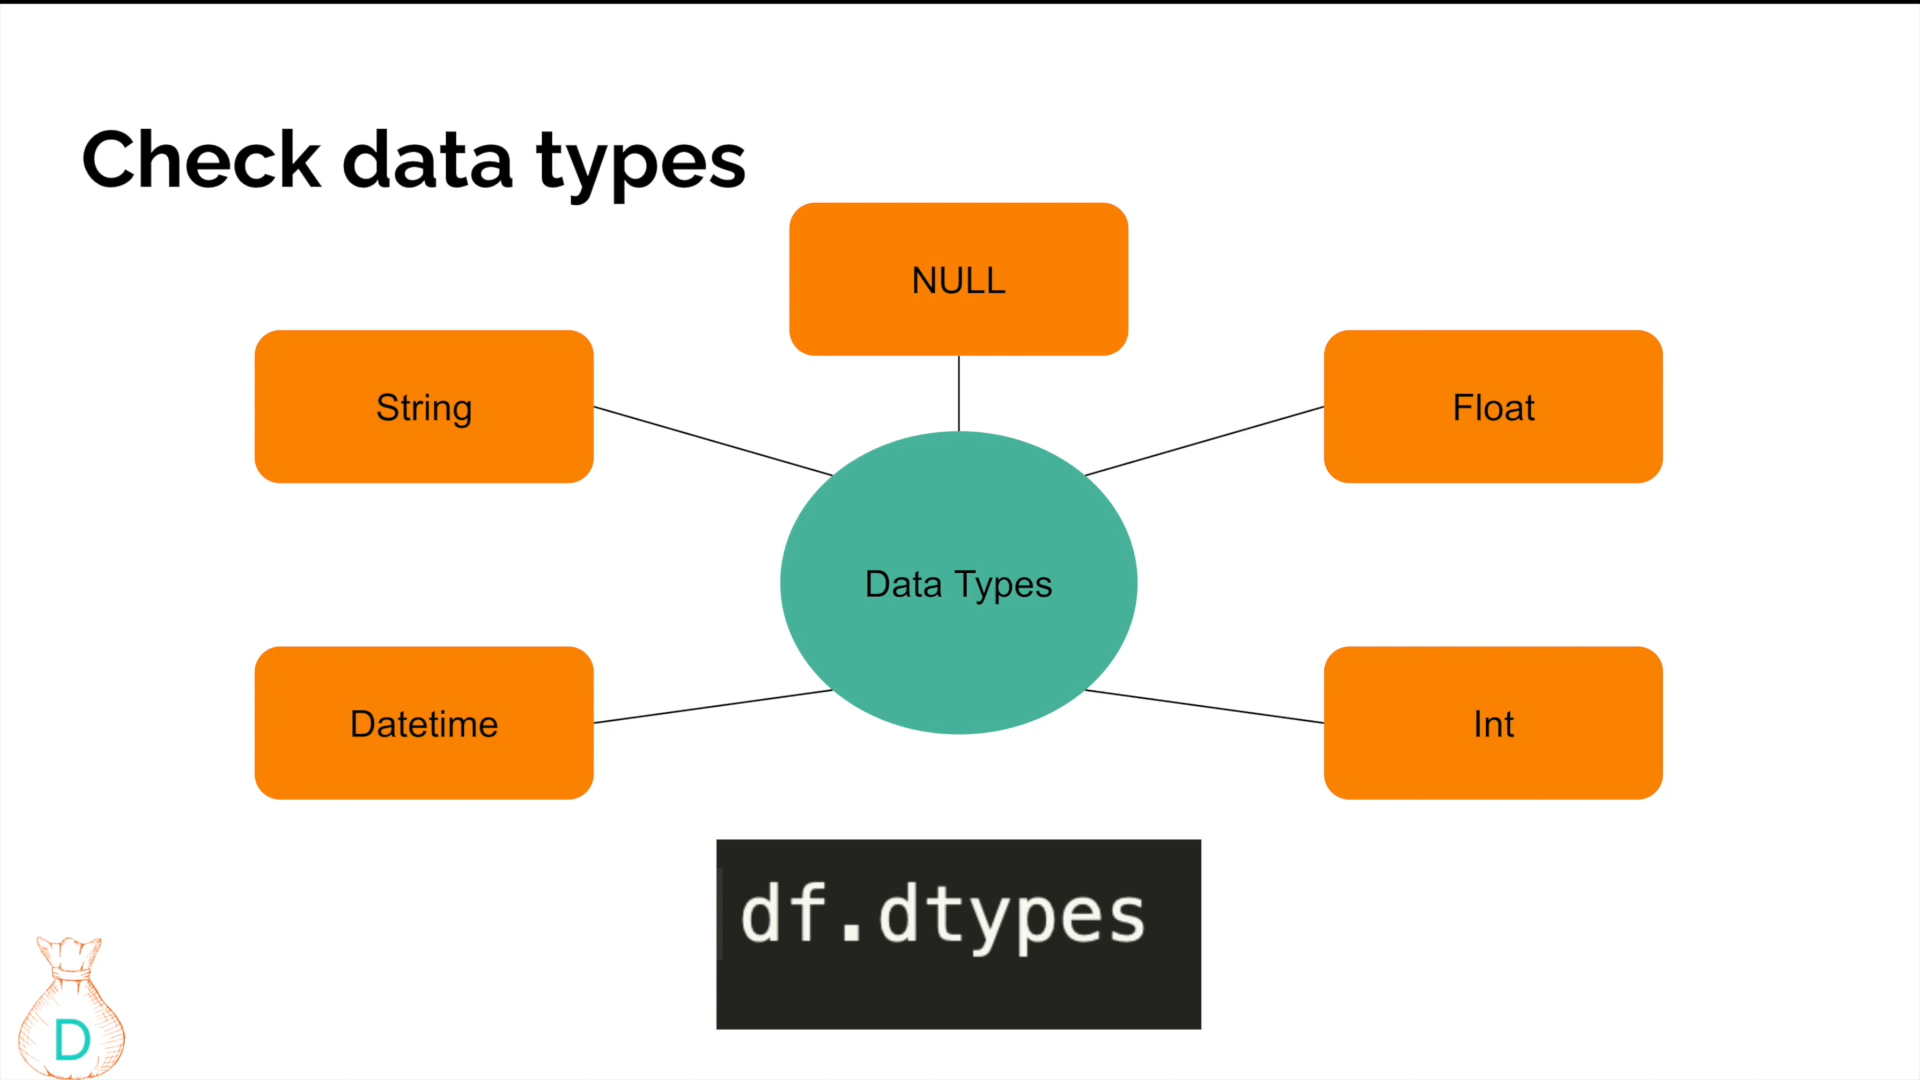 Check data types
NULL
String
Float
Data Types
Datetime
Int
df.dtypes
D